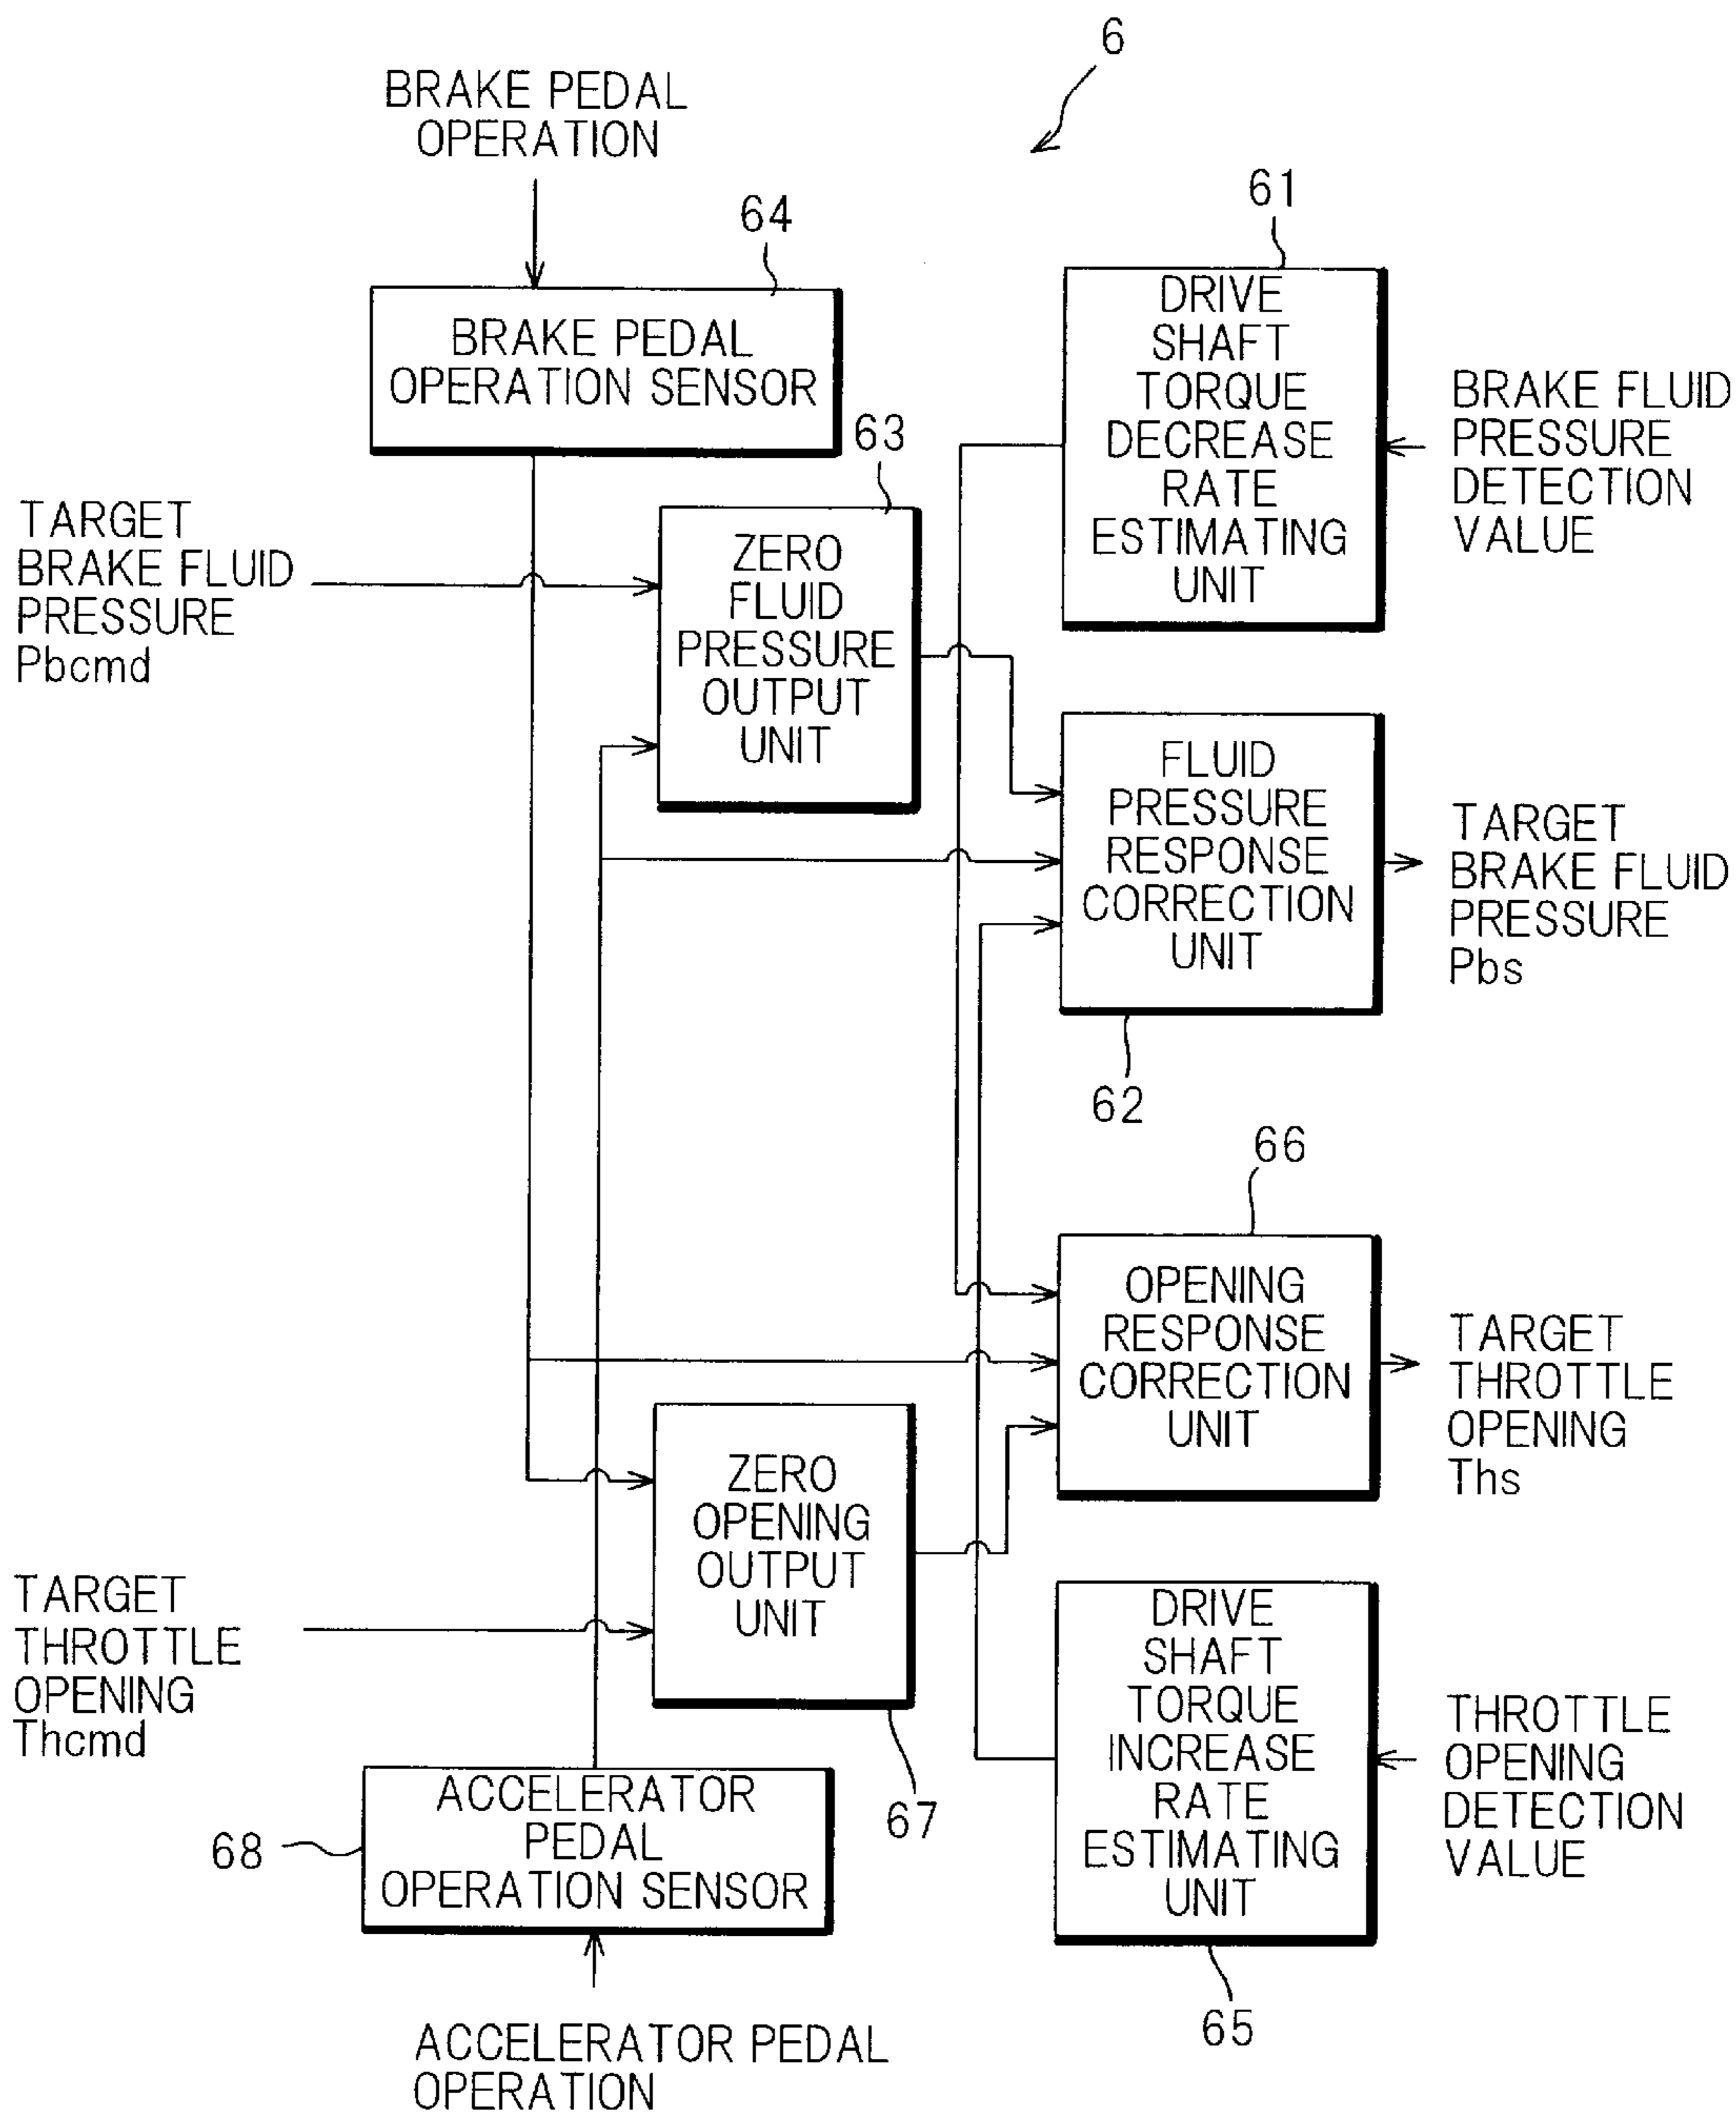 6
BRAKE PEDAL
OPERATION
64
BRAKE PEDAL
OPERATION SENSOR
61
DRIVE
SHAFT
TORQUE
DECREASE
RATE
ESTIMATING
UNIT
BRAKE FLUID
PRESSURE
DETECTION
VALUE
63
TARGET
BRAKE FLUID
PRESSURE
Pbcmd
ZERO
FLUID
PRESSURE
OUTPUT
UNIT
FLUID
PRESSURE
RESPONSE
CORRECTION
UNIT
62
TARGET
BRAKE FLUID
PRESSURE
Pbs
66
OPENING
RESPONSE
CORRECTION
UNIT
TARGET
THROTTLE
OPENING
Ths
ZERO
OPENING
OUTPUT
UNIT
67
TARGET
THROTTLE
OPENING
Thcmd
DRIVE
SHAFT
TORQUE
INCREASE
RATE
ESTIMATING
UNIT
65
THROTTLE
OPENING
DETECTION
VALUE
68
ACCELERATOR
PEDAL
OPERATION SENSOR
ACCELERATOR PEDAL
OPERATION